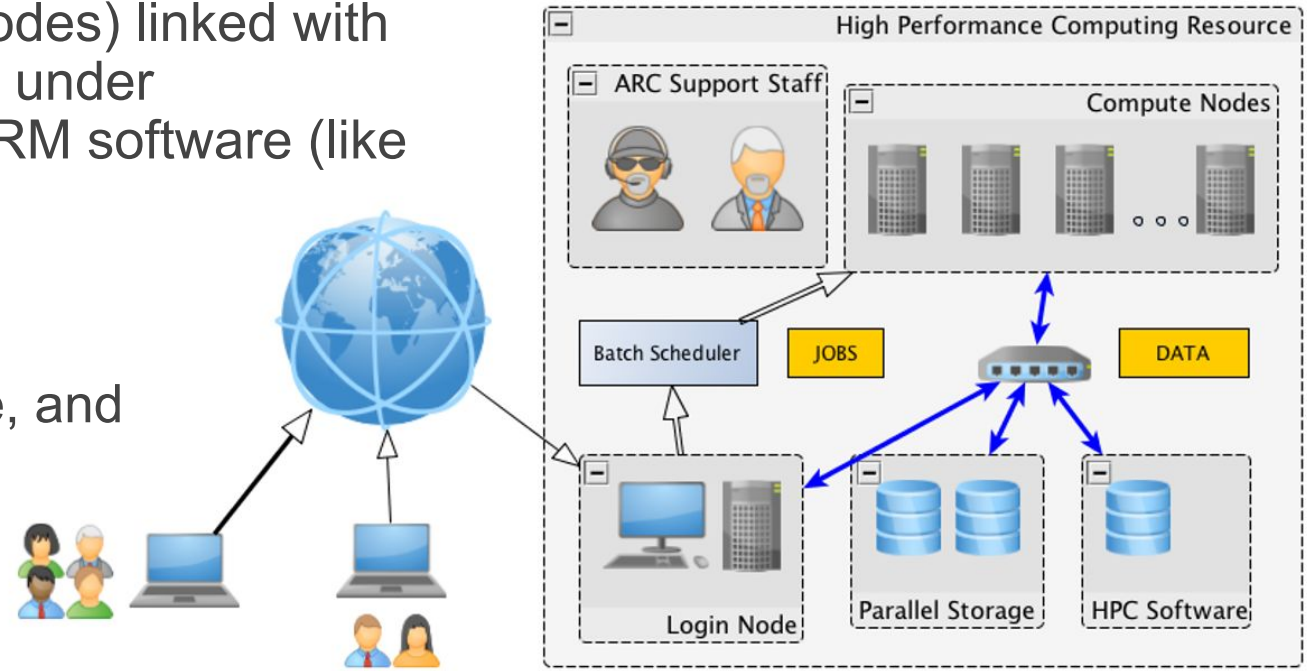 odes) linked with
under
RM software (like
e, and
High Performance Computing Resource
ARC Support Staff
Compute Nodes
Batch Scheduler
JOBS
DATA
Login Node
Parallel Storage
HPC Software